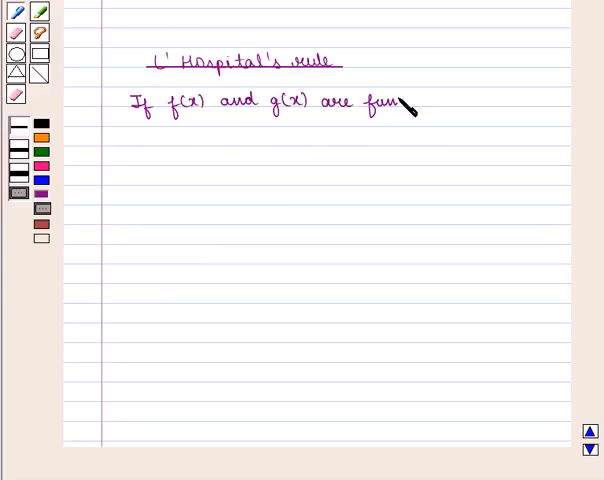 L' Hospital's rule
If f(x) and g(x) are fun